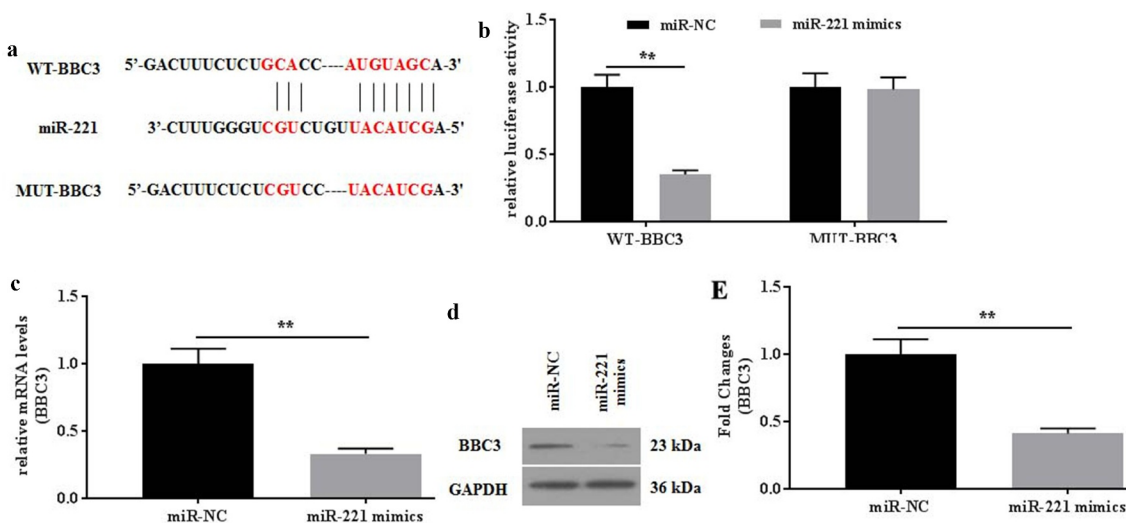 a
WT-BBC3 5'-GACUUUCUCUGCACC----AUGUAGCA-3'
miR-221 3'-CUUUGGGUCGUCUGUUACAUCGA-5'
MUT-BBC3 5'-GACUUUCUCUCGUCC----UACAUCGA-3'
b
miR-NC miR-221 mimics
relative luciferase activity
1.5
1.0
0.5
0.0
**
WT-BBC3 MUT-BBC3
c
relative mRNA levels
(BBC3)
1.5
1.0
0.5
0.0
**
miR-NC miR-221 mimics
d
miR-NC
miR-221
mimics
BBC3 23 kDa
GAPDH 36 kDa
E
Fold Changes
(BBC3)
1.5
1.0
0.5
0.0
**
miR-NC miR-221 mimics